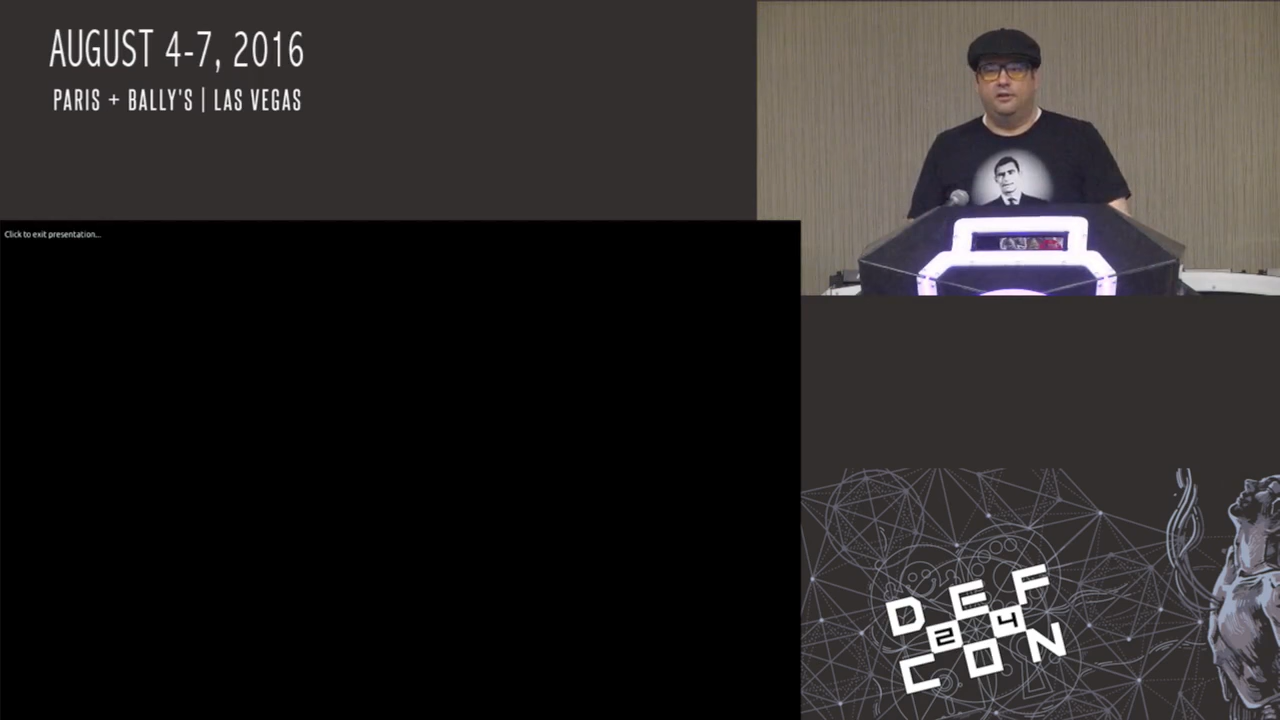 AUGUST 4-7, 2016
PARIS + BALLY'S | LAS VEGAS
Click to exit presentation...
DEF
24
CON